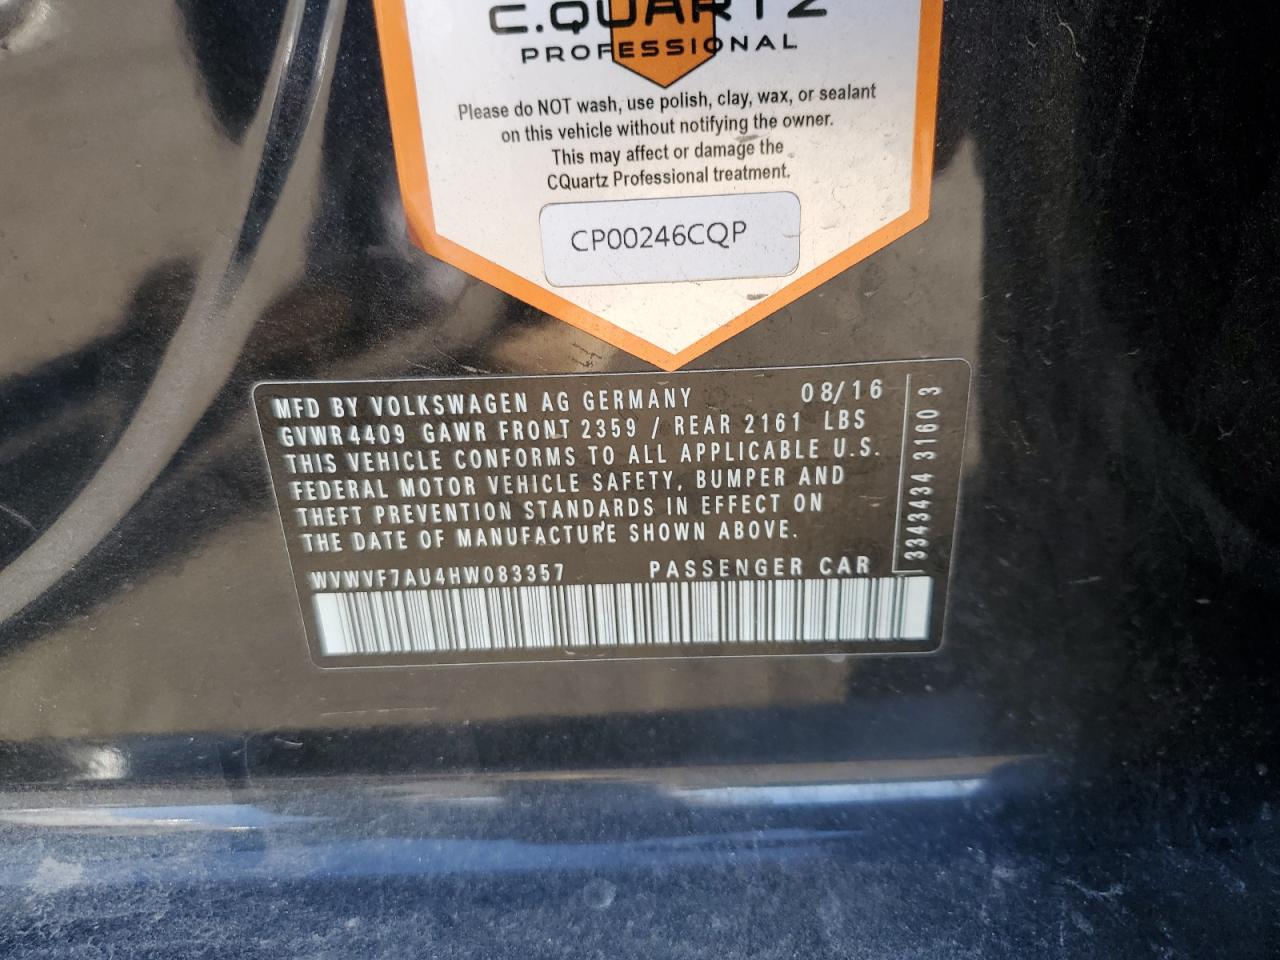 C.QUARTZ
PROFESSIONAL
Please do NOT wash, use polish, clay, wax, or sealant
on this vehicle without notifying the owner.
This may affect or damage the
CQuartz Professional treatment.
CP00246CQP
MFD BY VOLKSWAGEN AG GERMANY 08/16
GVWR 4409 GAWR FRONT 2359 / REAR 2161 LBS
THIS VEHICLE CONFORMS TO ALL APPLICABLE U.S.
FEDERAL MOTOR VEHICLE SAFETY, BUMPER AND
THEFT PREVENTION STANDARDS IN EFFECT ON
THE DATE OF MANUFACTURE SHOWN ABOVE.
WVWVF7AU4HW083357 PASSENGER CAR
3343434 3160 3